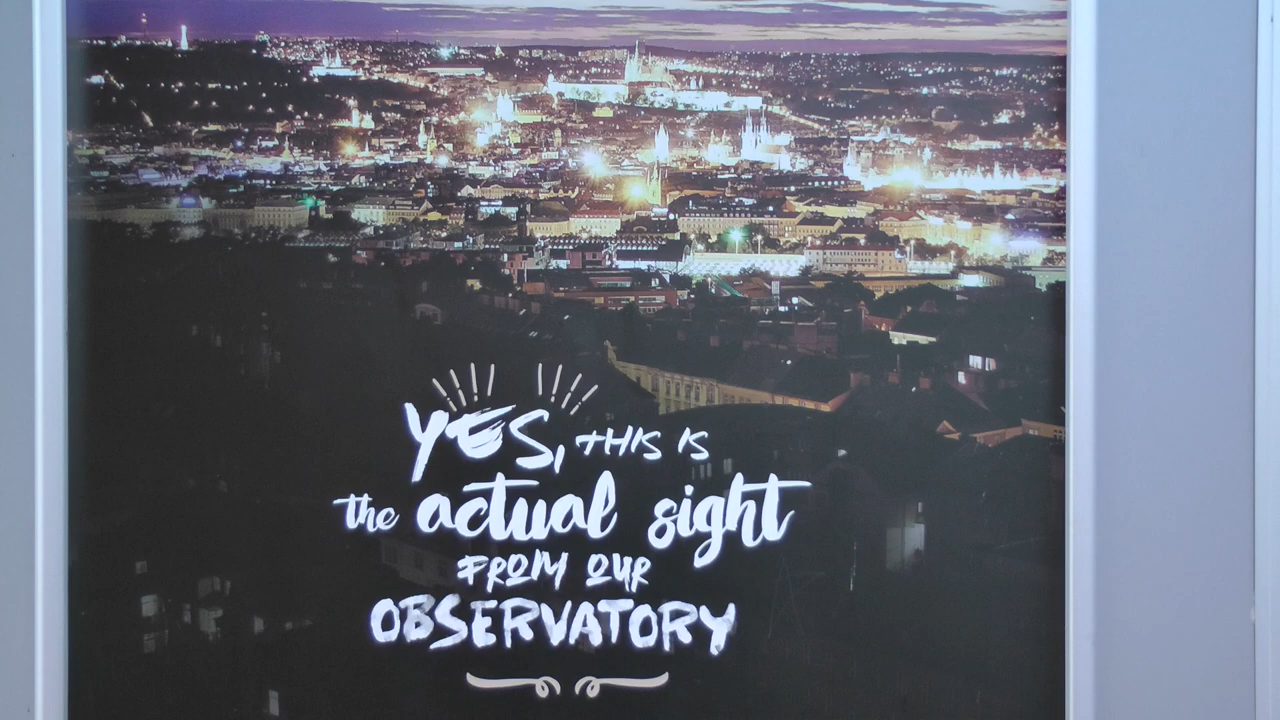 YES, THIS IS
the actual sight
FROM OUR
OBSERVATORY